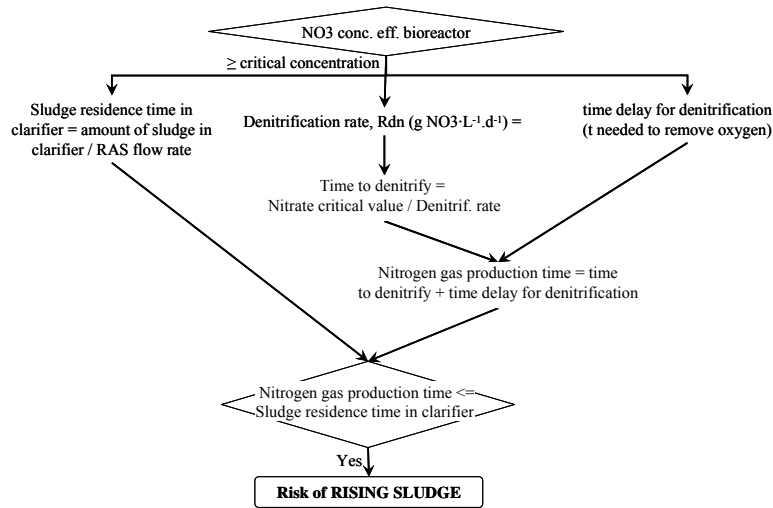 NO3 conc. eff. bioreactor
≥ critical concentration
Sludge residence time in
clarifier = amount of sludge in
clarifier / RAS flow rate
Denitrification rate, Rdn (g NO3·L⁻¹.d⁻¹) =
time delay for denitrification
(t needed to remove oxygen)
Time to denitrify =
Nitrate critical value / Denitrif. rate
Nitrogen gas production time = time
to denitrify + time delay for denitrification
Nitrogen gas production time <=
Sludge residence time in clarifier
Yes
Risk of RISING SLUDGE